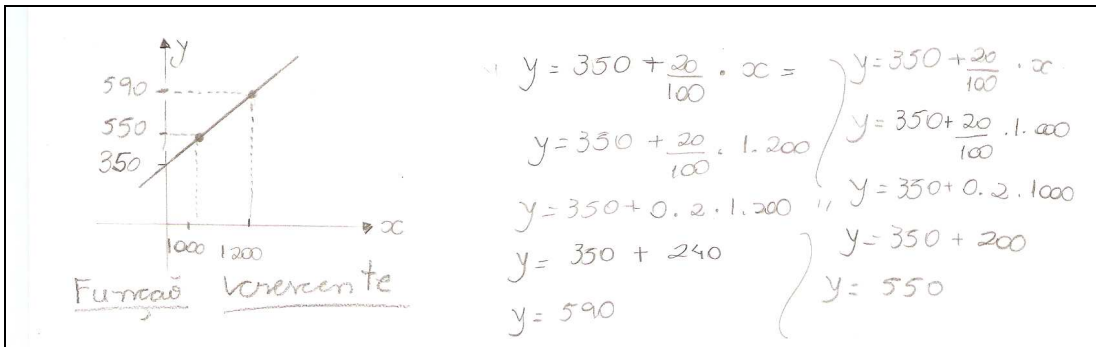 y
590
550
350
1000 1200
x
Função crescente
y = 350 + 20/100 . x =
y = 350 + 20/100 . 1.200
y = 350 + 0.2 . 1.200
y = 350 + 240
y = 590
y = 350 + 20/100 . x
y = 350 + 20/100 . 1.000
y = 350 + 0.2 . 1000
y = 350 + 200
y = 550